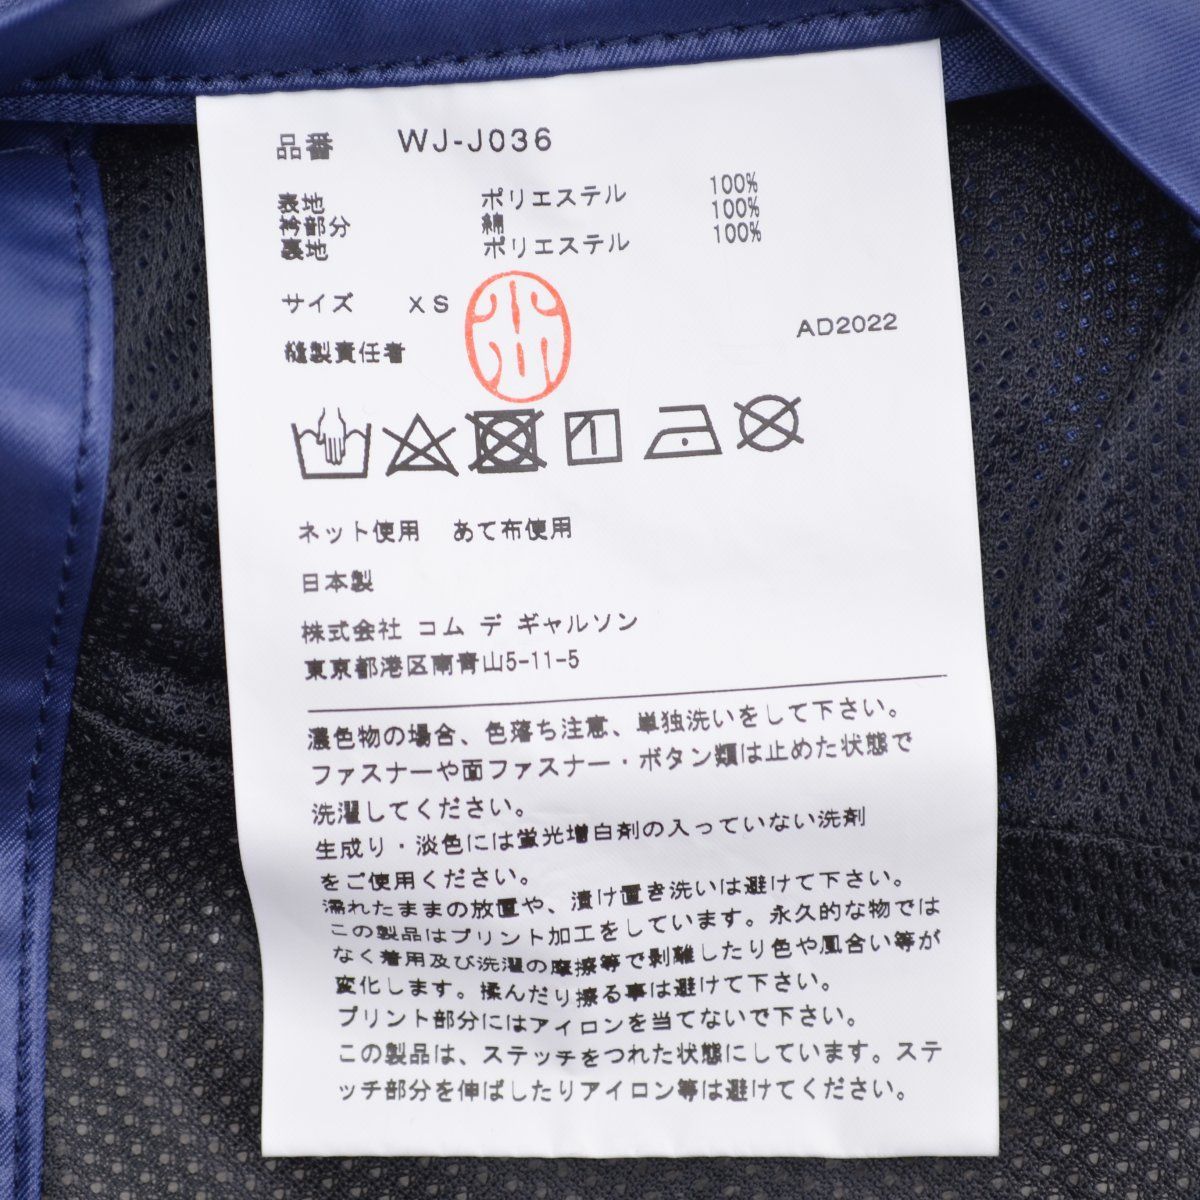 品番 WJ-J036
表地 ポリエステル 100%
衿部分 綿 100%
裏地 ポリエステル 100%
サイズ XS
AD2022
縫製責任者
ネット使用 あて布使用
日本製
株式会社 コム デ ギャルソン
東京都港区南青山5-11-5
濃色物の場合、色落ち注意、単独洗いをして下さい。
ファスナーや面ファスナー・ボタン類は止めた状態で
洗濯してください。
生成り・淡色には蛍光増白剤の入っていない洗剤
をご使用ください。
濡れたままの放置や、漬け置き洗いは避けて下さい。
この製品はプリント加工をしています。永久的な物では
なく着用及び洗濯の摩擦等で剥離したり色や風合い等が
変化します。揉んだり擦る事は避けて下さい。
プリント部分にはアイロンを当てないで下さい。
この製品は、ステッチをつれた状態にしています。ステ
ッチ部分を伸ばしたりアイロン等は避けてください。